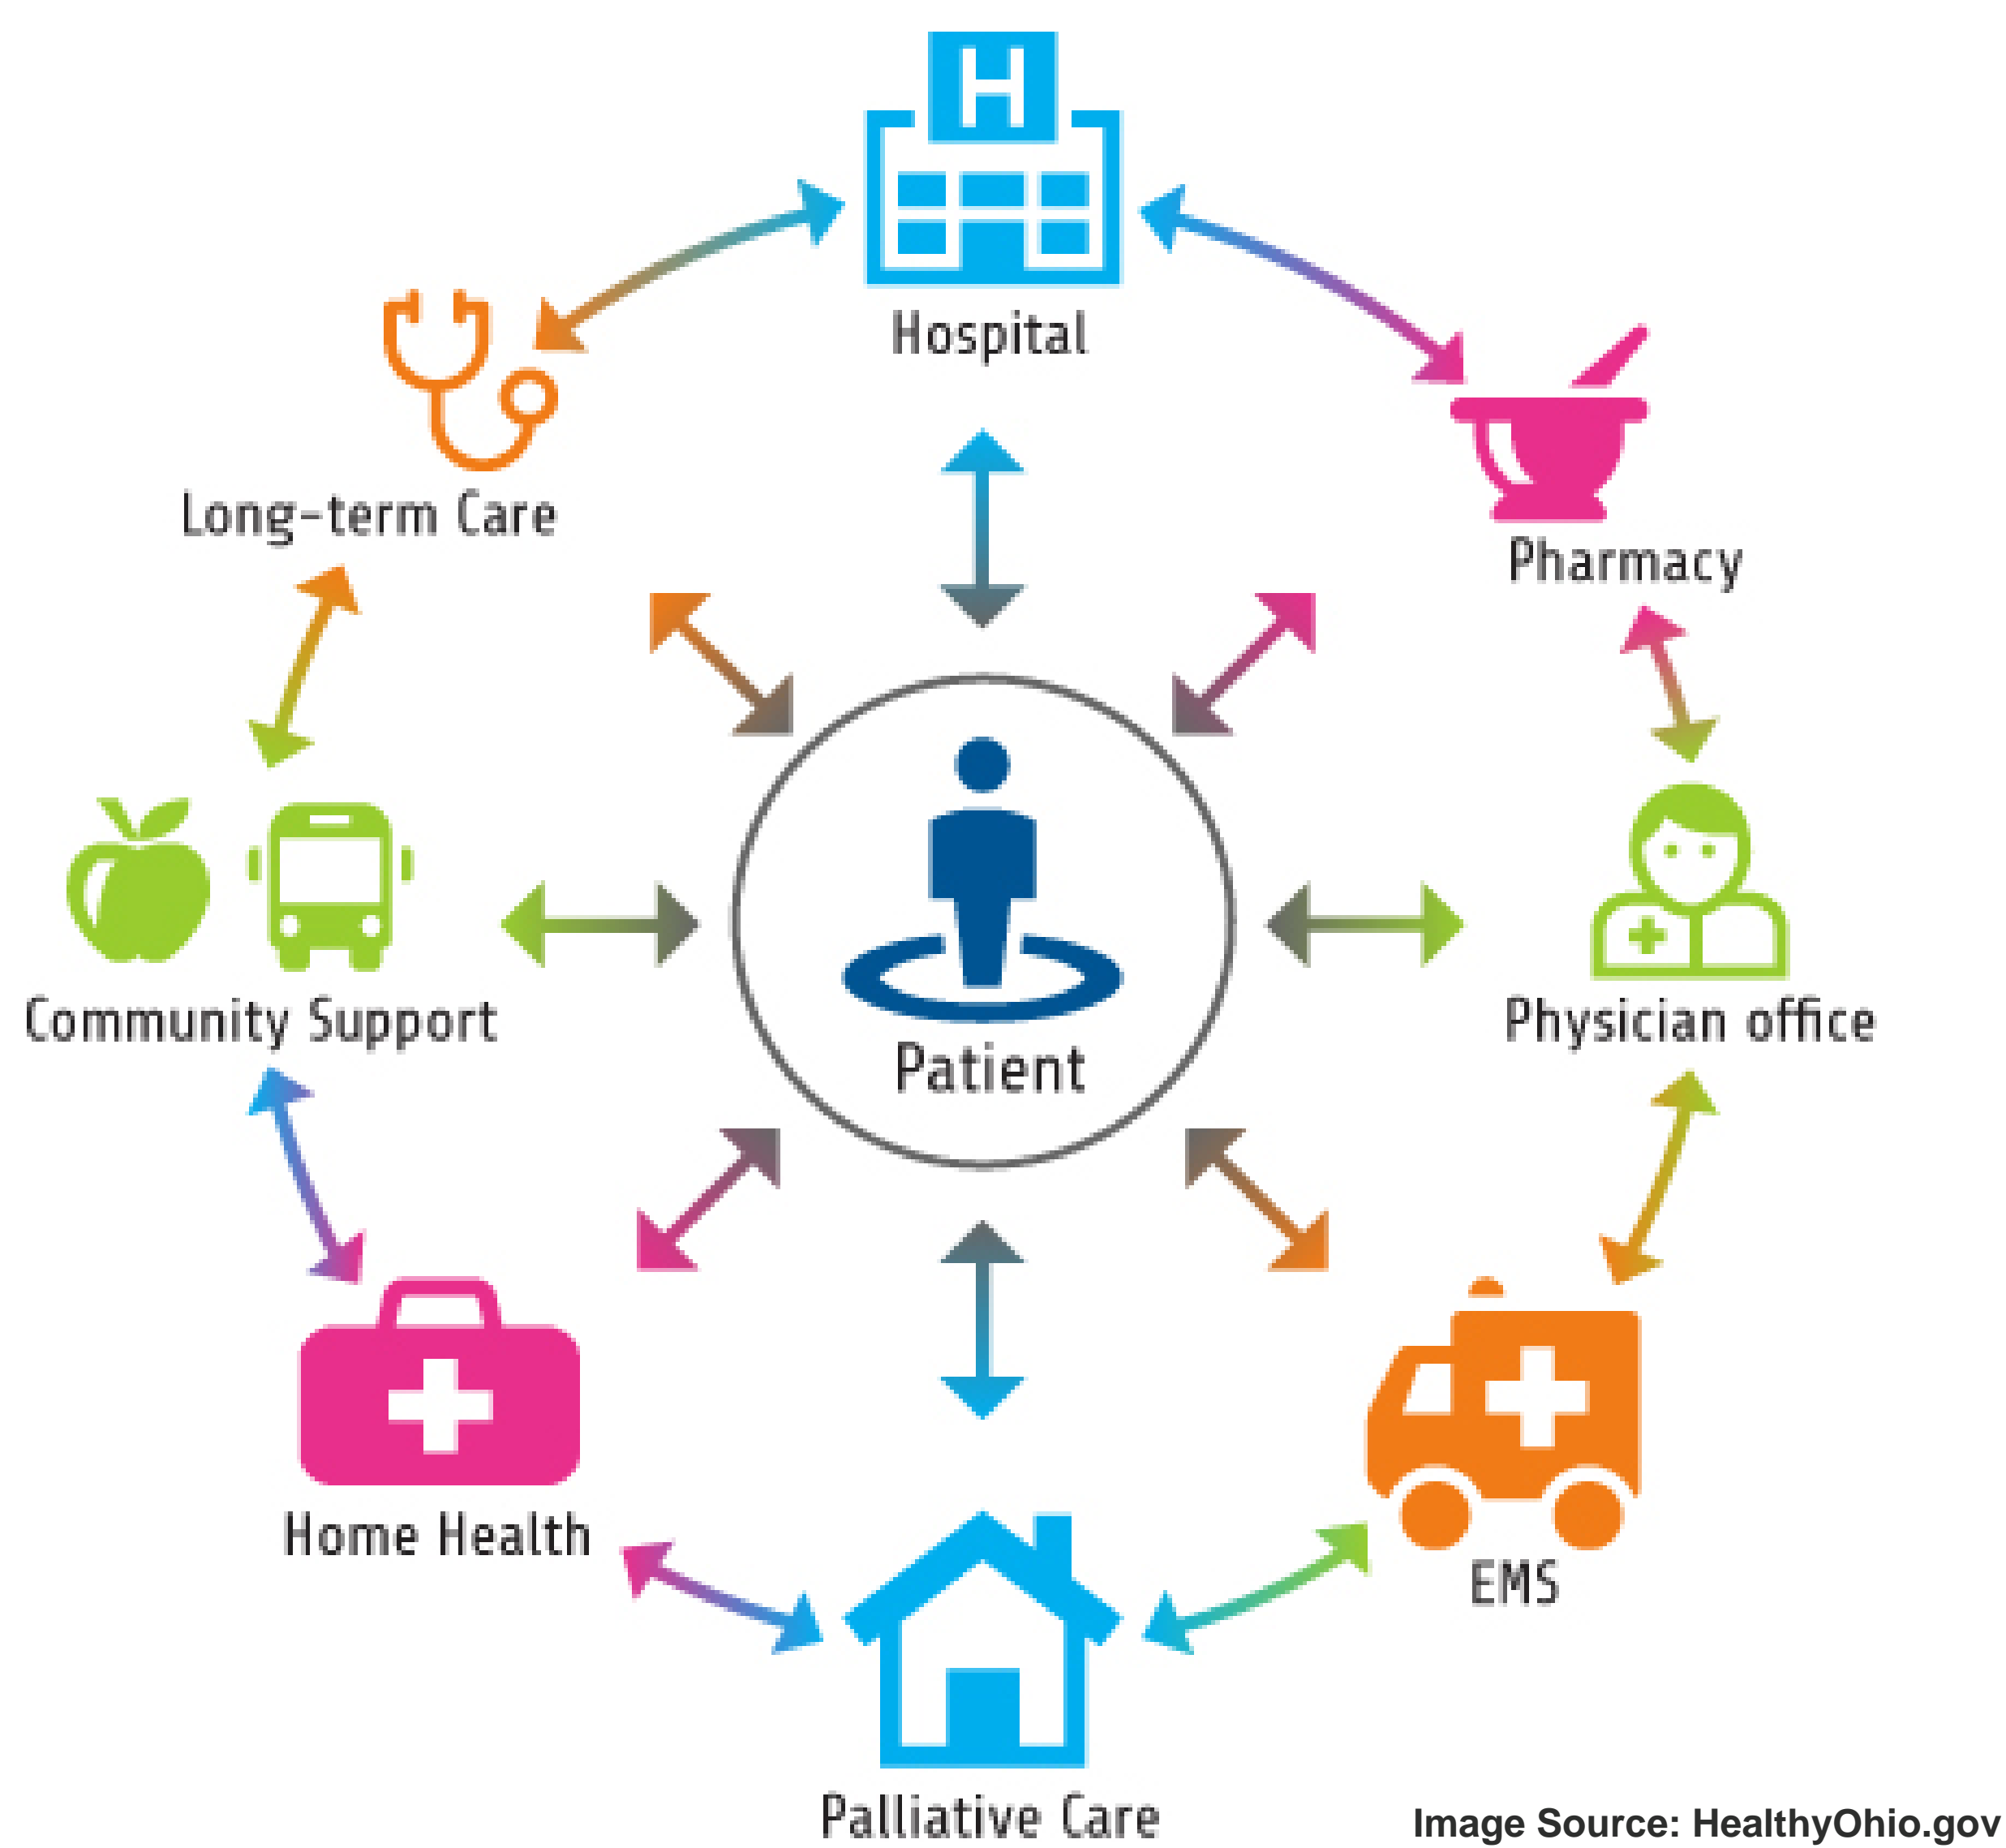 H
Hospital
Long-term Care
Pharmacy
Community Support
Patient
Physician office
Home Health
EMS
Palliative Care
Image Source: HealthyOhio.gov